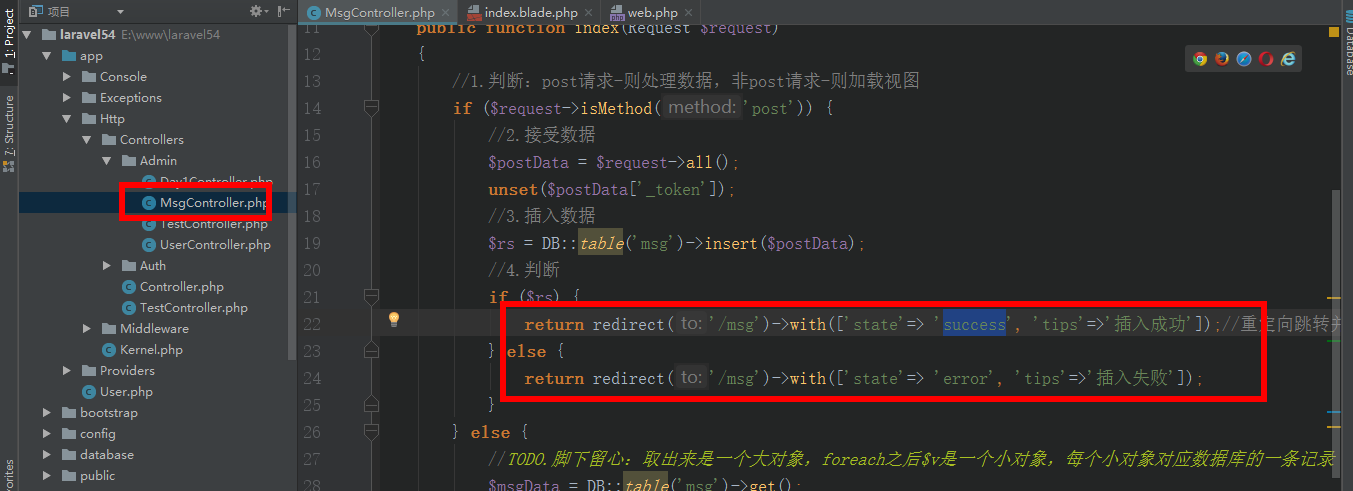 项目
MsgController.php
index.blade.php
web.php
1: Project
7: Structure
Database
laravel54 E:\www\laravel54
app
Console
Exceptions
Http
Controllers
Admin
Day1Controller.php
MsgController.php
TestController.php
UserController.php
Auth
Controller.php
TestController.php
Middleware
Kernel.php
Providers
User.php
bootstrap
config
database
public
11 public function index(Request $request)
12 {
13 //1.判断：post请求-则处理数据，非post请求-则加载视图
14 if ($request->isMethod( method: 'post')) {
15 //2.接受数据
16 $postData = $request->all();
17 unset($postData['_token']);
18 //3.插入数据
19 $rs = DB::table('msg')->insert($postData);
20 //4.判断
21 if ($rs) {
22 return redirect( to: '/msg')->with(['state'=> 'success', 'tips'=>'插入成功']);//重定向跳转并
23 } else {
24 return redirect( to: '/msg')->with(['state'=> 'error', 'tips'=>'插入失败']);
25 }
26 } else {
27 //TODO.脚下留心：取出来是一个大对象，foreach之后$v是一个小对象，每个小对象对应数据库的一条记录
28 $msgData = DB::table('msg')->get();